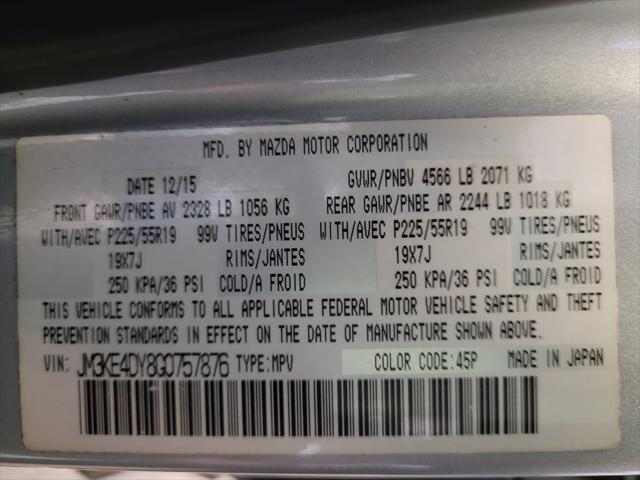 MFD. BY MAZDA MOTOR CORPORATION
DATE 12/15 GVWR/PNBV 4566 LB 2071 KG
FRONT GAWR/PNBE AV 2328 LB 1056 KG REAR GAWR/PNBE AR 2244 LB 1018 KG
WITH/AVEC P225/55R19 99V TIRES/PNEUS WITH/AVEC P225/55R19 99V TIRES/PNEUS
19X7J RIMS/JANTES 19X7J RIMS/JANTES
250 KPA/36 PSI COLD/A FROID 250 KPA/36 PSI COLD/A FROID
THIS VEHICLE CONFORMS TO ALL APPLICABLE FEDERAL MOTOR VEHICLE SAFETY AND THEFT
PREVENTION STANDARDS IN EFFECT ON THE DATE OF MANUFACTURE SHOWN ABOVE.
VIN: JM3KE4DY8G0757876 TYPE:MPV COLOR CODE:45P MADE IN JAPAN